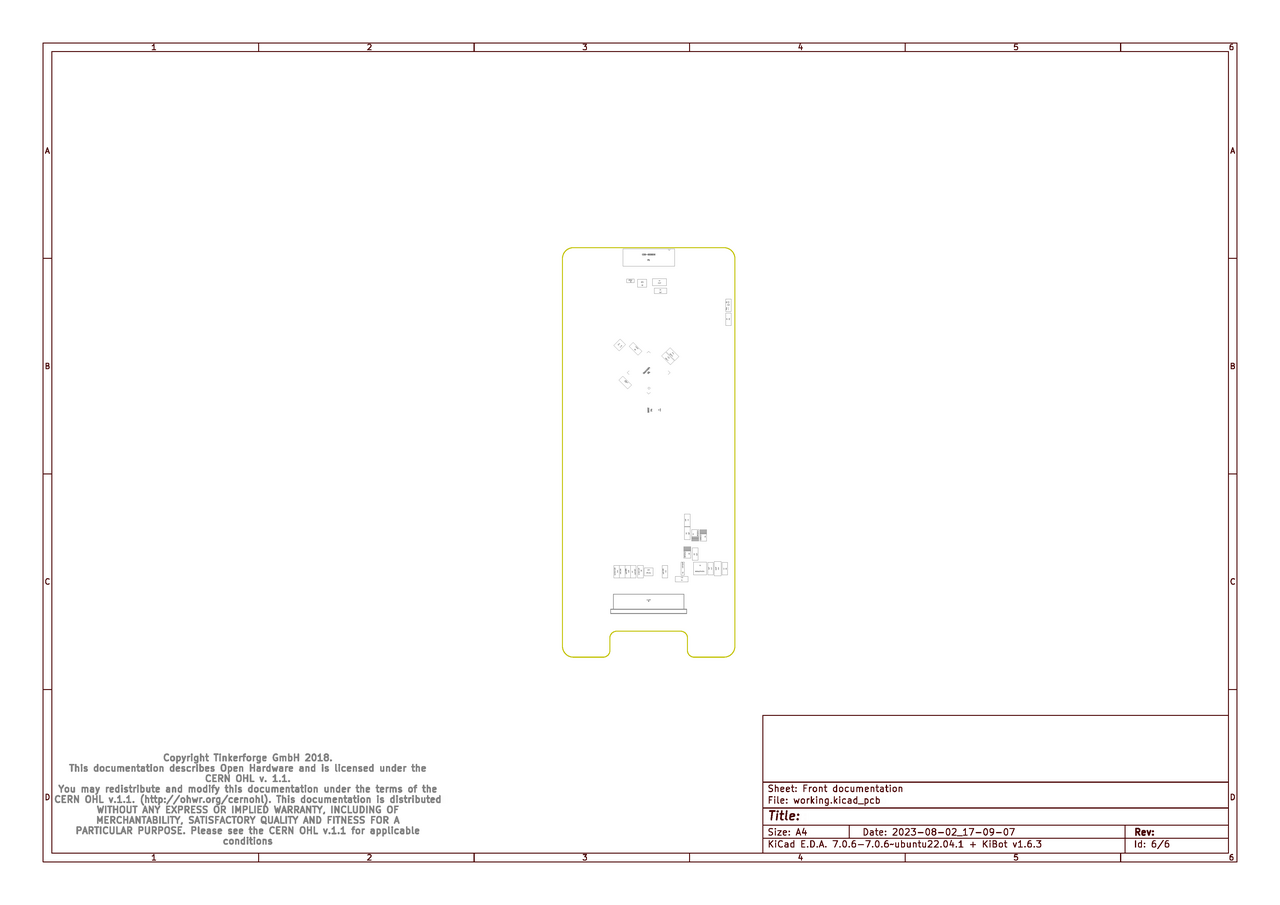 1 2 3 4 5 6
A A
B B
C C
Copyright Tinkerforge GmbH 2018.
This documentation describes Open Hardware and is licensed under the
CERN OHL v. 1.1.
You may redistribute and modify this documentation under the terms of the
CERN OHL v.1.1. (http://ohwr.org/cernohl). This documentation is distributed
WITHOUT ANY EXPRESS OR IMPLIED WARRANTY, INCLUDING OF
MERCHANTABILITY, SATISFACTORY QUALITY AND FITNESS FOR A
PARTICULAR PURPOSE. Please see the CERN OHL v.1.1 for applicable
conditions
D D
Sheet: Front documentation
File: working.kicad_pcb
Title:
Size: A4 Date: 2023-08-02_17-09-07 Rev:
KiCad E.D.A. 7.0.6-7.0.6~ubuntu22.04.1 + KiBot v1.6.3 Id: 6/6
1 2 3 4 5 6